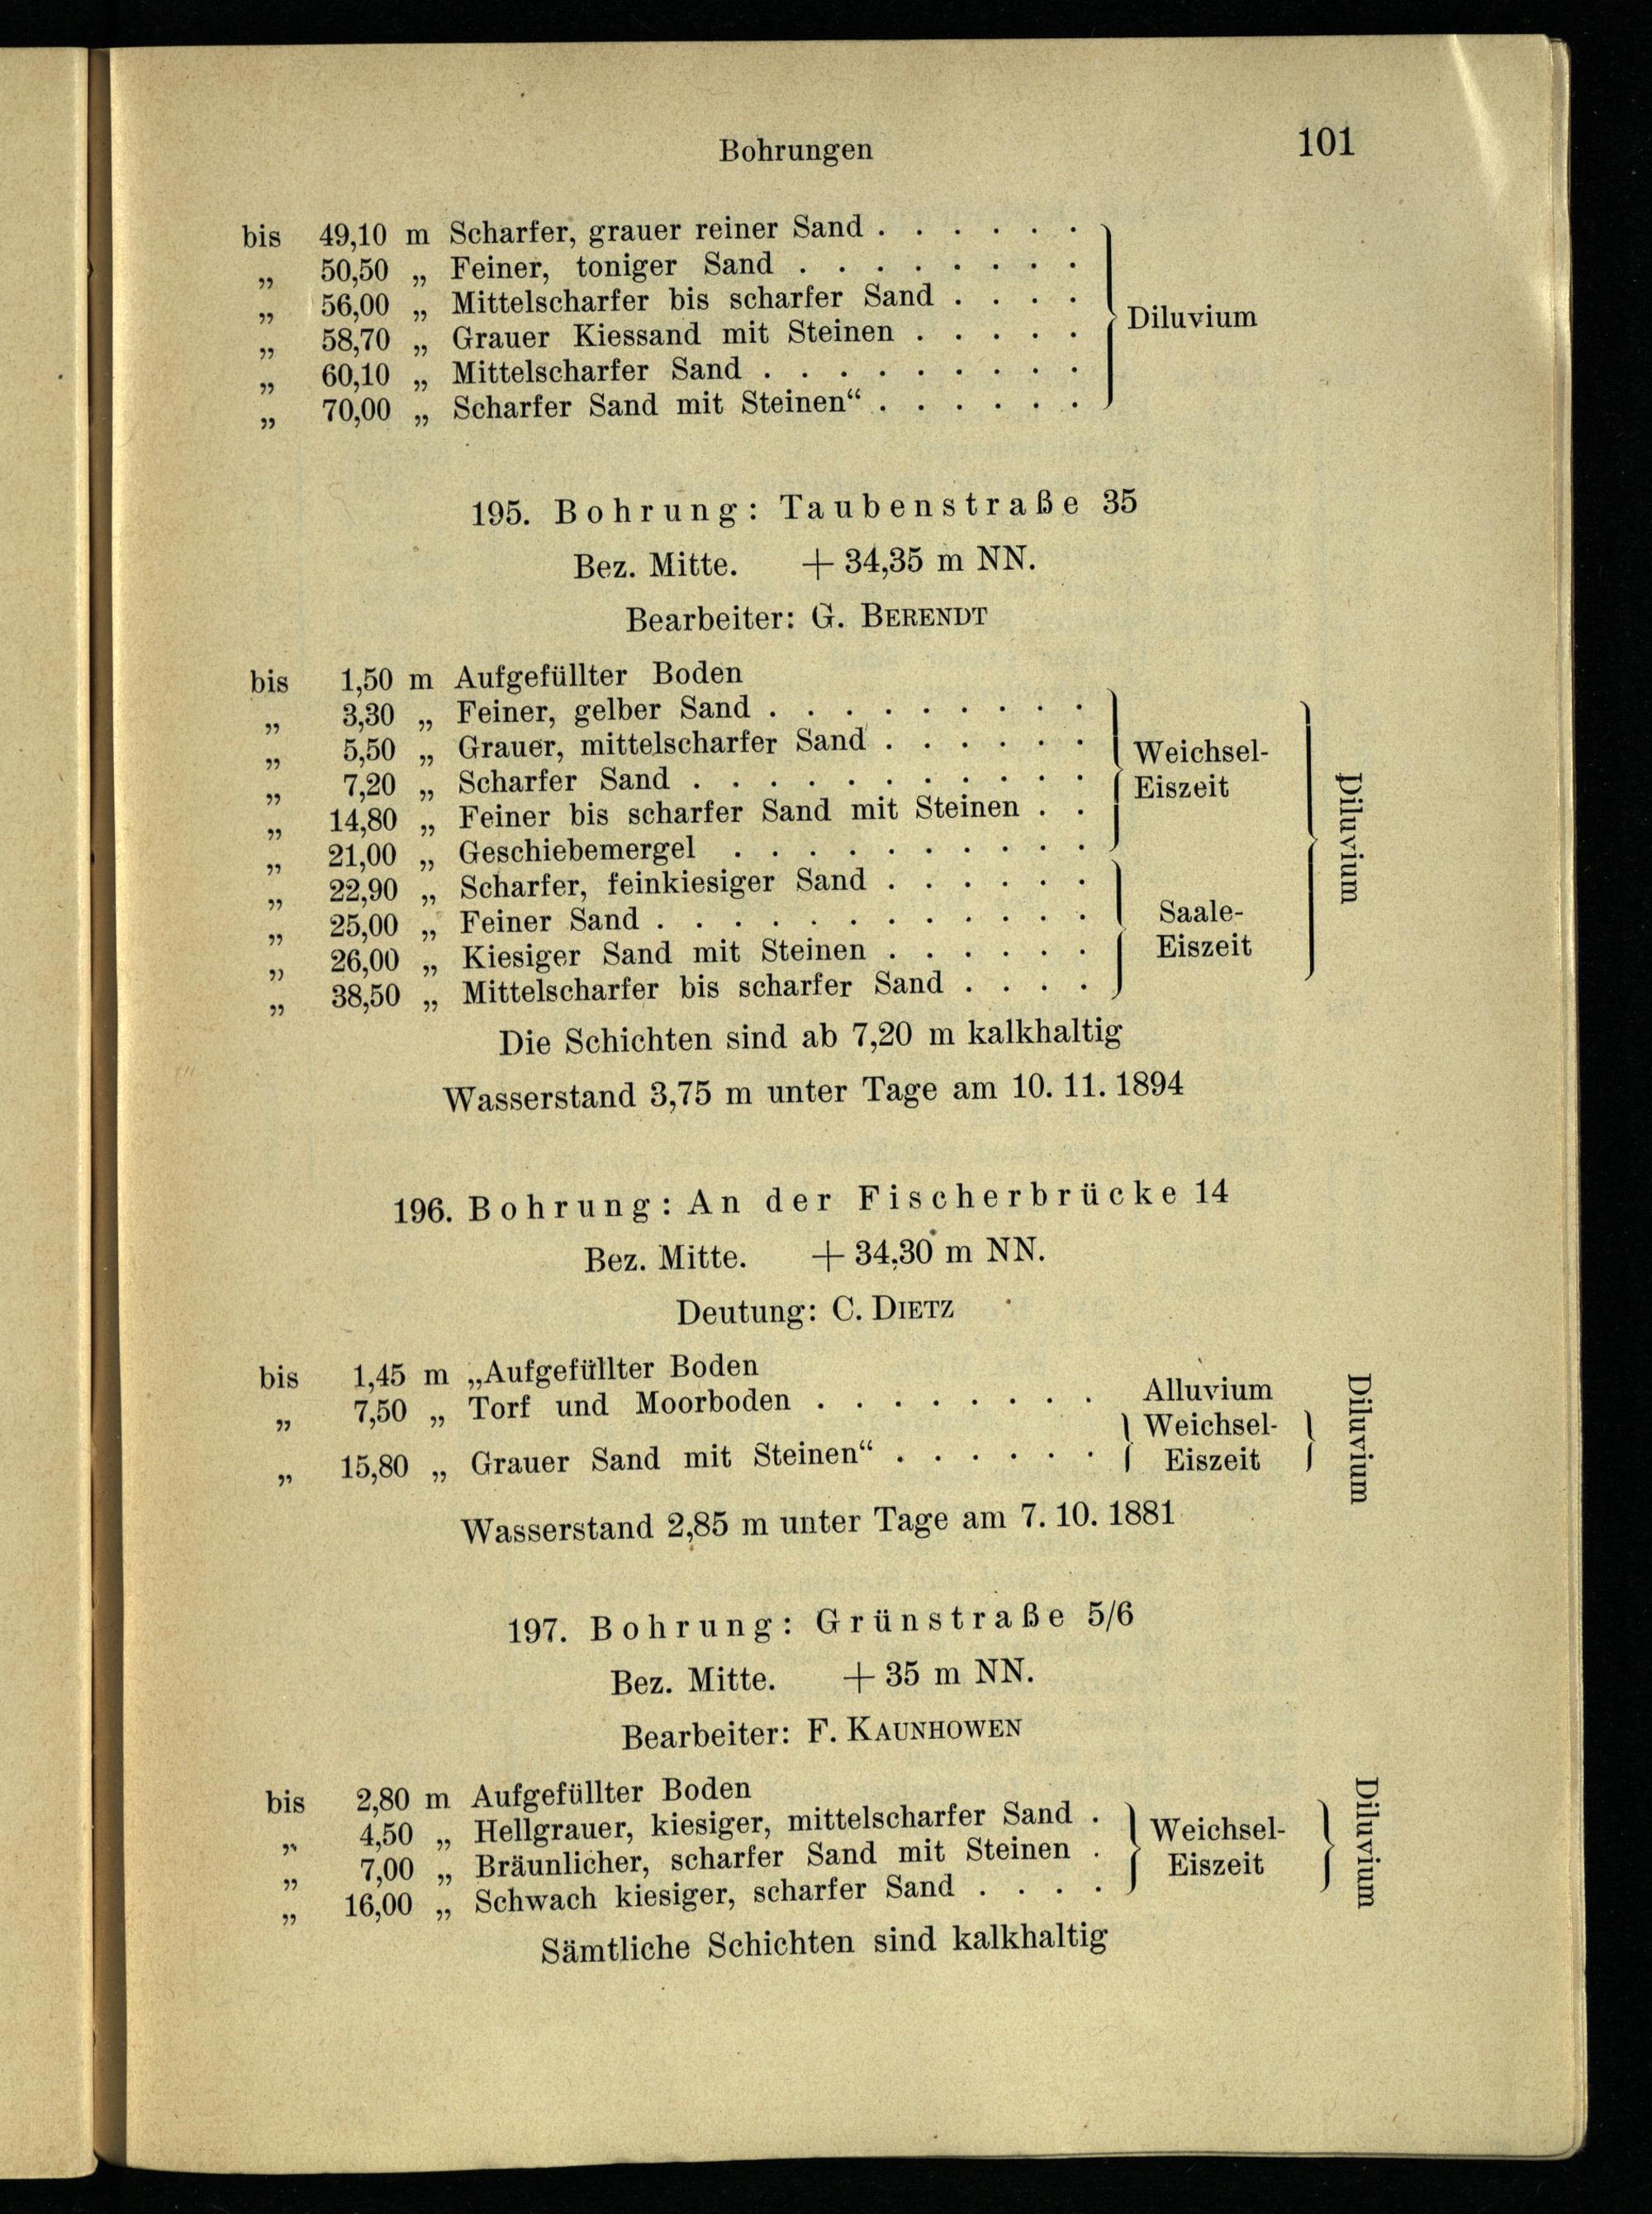 Bohrungen 101
bis 49,10 m Scharfer, grauer reiner Sand . . . . . .
„ 50,50 „ Feiner, toniger Sand . . . . . . . .
„ 56,00 „ Mittelscharfer bis scharfer Sand . . . .
„ 58,70 „ Grauer Kiessand mit Steinen . . . . .
Diluvium
„ 60,10 „ Mittelscharfer Sand . . . . . . . . .
„ 70,00 „ Scharfer Sand mit Steinen“ . . . . . .
195. Bohrung: Taubenstraße 35
Bez. Mitte. + 34,35 m NN.
Bearbeiter: G. BERENDT
bis 1,50 m Aufgefüllter Boden
„ 3,30 „ Feiner, gelber Sand . . . . . . . . .
„ 5,50 „ Grauer, mittelscharfer Sand . . . . . .
„ 7,20 „ Scharfer Sand . . . . . . . . . . .
„ 14,80 „ Feiner bis scharfer Sand mit Steinen . .
„ 21,00 „ Geschiebemergel . . . . . . . . . .
Weichsel-
Eiszeit
„ 22,90 „ Scharfer, feinkiesiger Sand . . . . . .
„ 25,00 „ Feiner Sand . . . . . . . . . . . .
„ 26,00 „ Kiesiger Sand mit Steinen . . . . . .
„ 38,50 „ Mittelscharfer bis scharfer Sand . . . .
Saale-
Eiszeit
Diluvium
Die Schichten sind ab 7,20 m kalkhaltig
Wasserstand 3,75 m unter Tage am 10. 11. 1894
196. Bohrung: An der Fischerbrücke 14
Bez. Mitte. + 34,30 m NN.
Deutung: C. DIETZ
bis 1,45 m „Aufgefüllter Boden
„ 7,50 „ Torf und Moorboden . . . . . . . . Alluvium
„ 15,80 „ Grauer Sand mit Steinen“ . . . . . .
Weichsel-
Eiszeit
Diluvium
Wasserstand 2,85 m unter Tage am 7. 10. 1881
197. Bohrung: Grünstraße 5/6
Bez. Mitte. + 35 m NN.
Bearbeiter: F. KAUNHOWEN
bis 2,80 m Aufgefüllter Boden
„ 4,50 „ Hellgrauer, kiesiger, mittelscharfer Sand .
„ 7,00 „ Bräunlicher, scharfer Sand mit Steinen .
„ 16,00 „ Schwach kiesiger, scharfer Sand . . . .
Weichsel-
Eiszeit
Diluvium
Sämtliche Schichten sind kalkhaltig